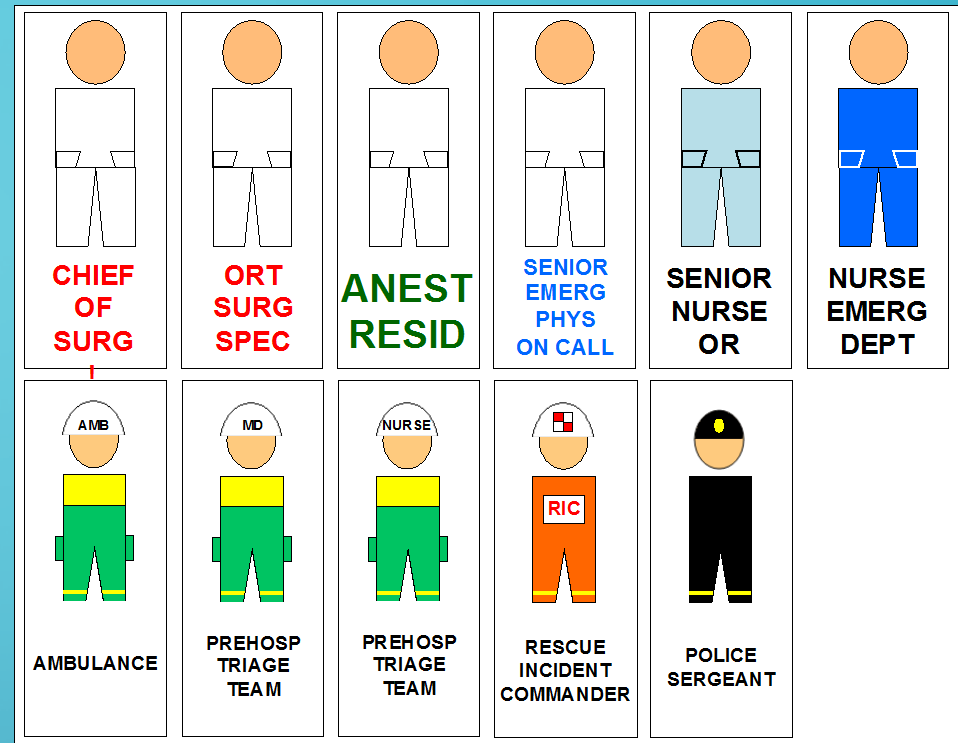 CHIEF
OF
SURG
ORT
SURG
SPEC
ANEST
RESID
SENIOR
EMERG
PHYS
ON CALL
SENIOR
NURSE
OR
NURSE
EMERG
DEPT
AMB
AMBULANCE
MD
PREHOSP
TRIAGE
TEAM
NURSE
PREHOSP
TRIAGE
TEAM
RIC
RESCUE
INCIDENT
COMMANDER
POLICE
SERGEANT